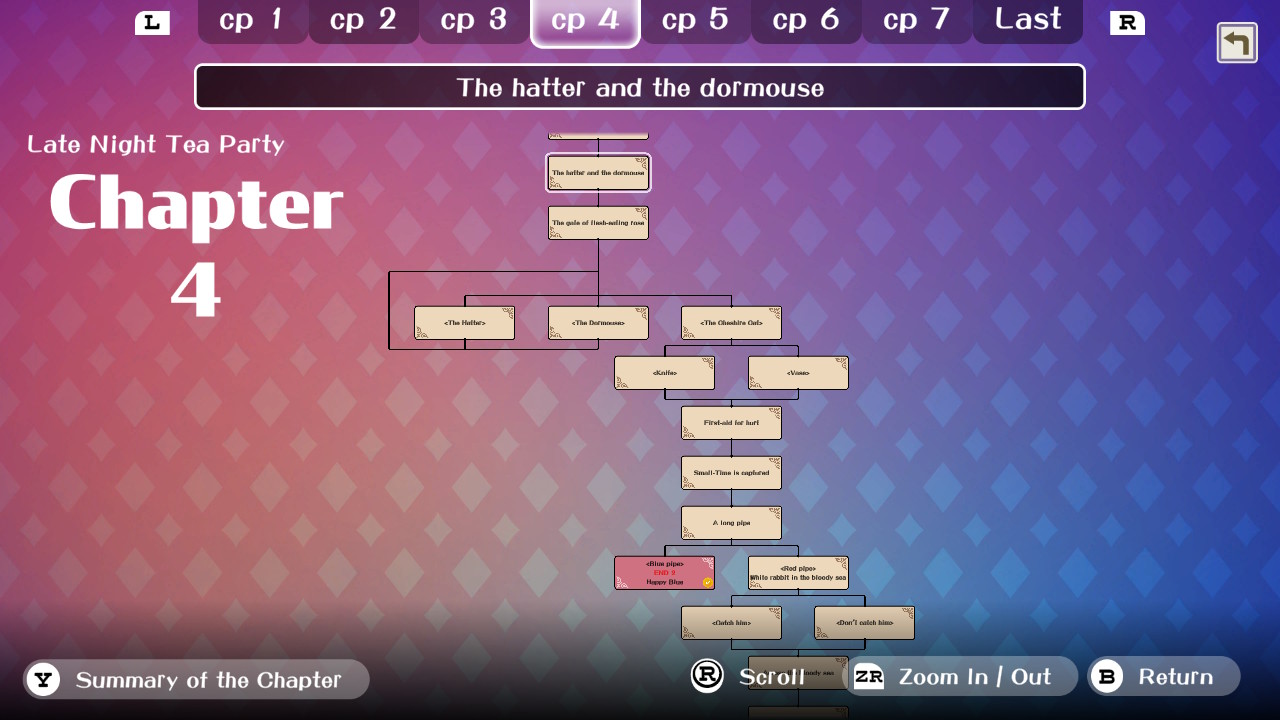 L
cp 1
cp 2
cp 3
cp 4
cp 5
cp 6
cp 7
Last
R
The hatter and the dormouse
Late Night Tea Party
Chapter
4
The hatter and the dormouse
The gate of flesh-eating rose
<The Hatter>
<The Dormouse>
<The Cheshire Cat>
<Knife>
<Vase>
First-aid for hurt
Small-Time is captured
A long pipe
<Blue pipe>
END 8
Happy Blue
<Red pipe>
White rabbit in the bloody sea
<Catch him>
<Don't catch him>
bloody sea
Y
Summary of the Chapter
R
Scroll
ZR
Zoom In / Out
B
Return